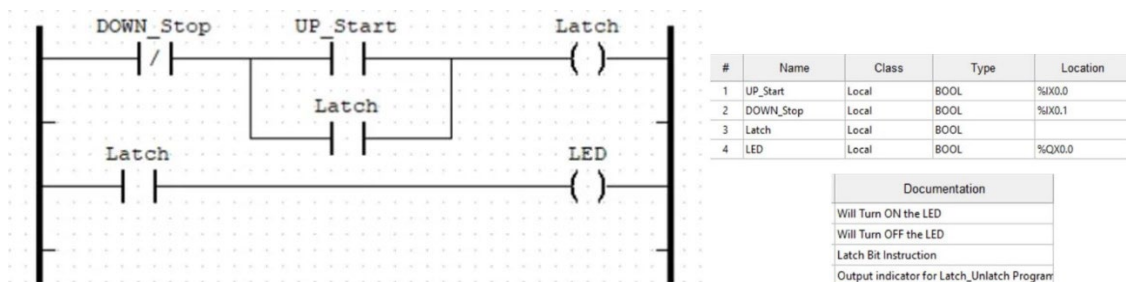 DOWN_Stop UP_Start Latch
Latch
Latch LED
# Name Class Type Location
1 UP_Start Local BOOL %IX0.0
2 DOWN_Stop Local BOOL %IX0.1
3 Latch Local BOOL
4 LED Local BOOL %QX0.0
Documentation
Will Turn ON the LED
Will Turn OFF the LED
Latch Bit Instruction
Output indicator for Latch_Unlatch Program